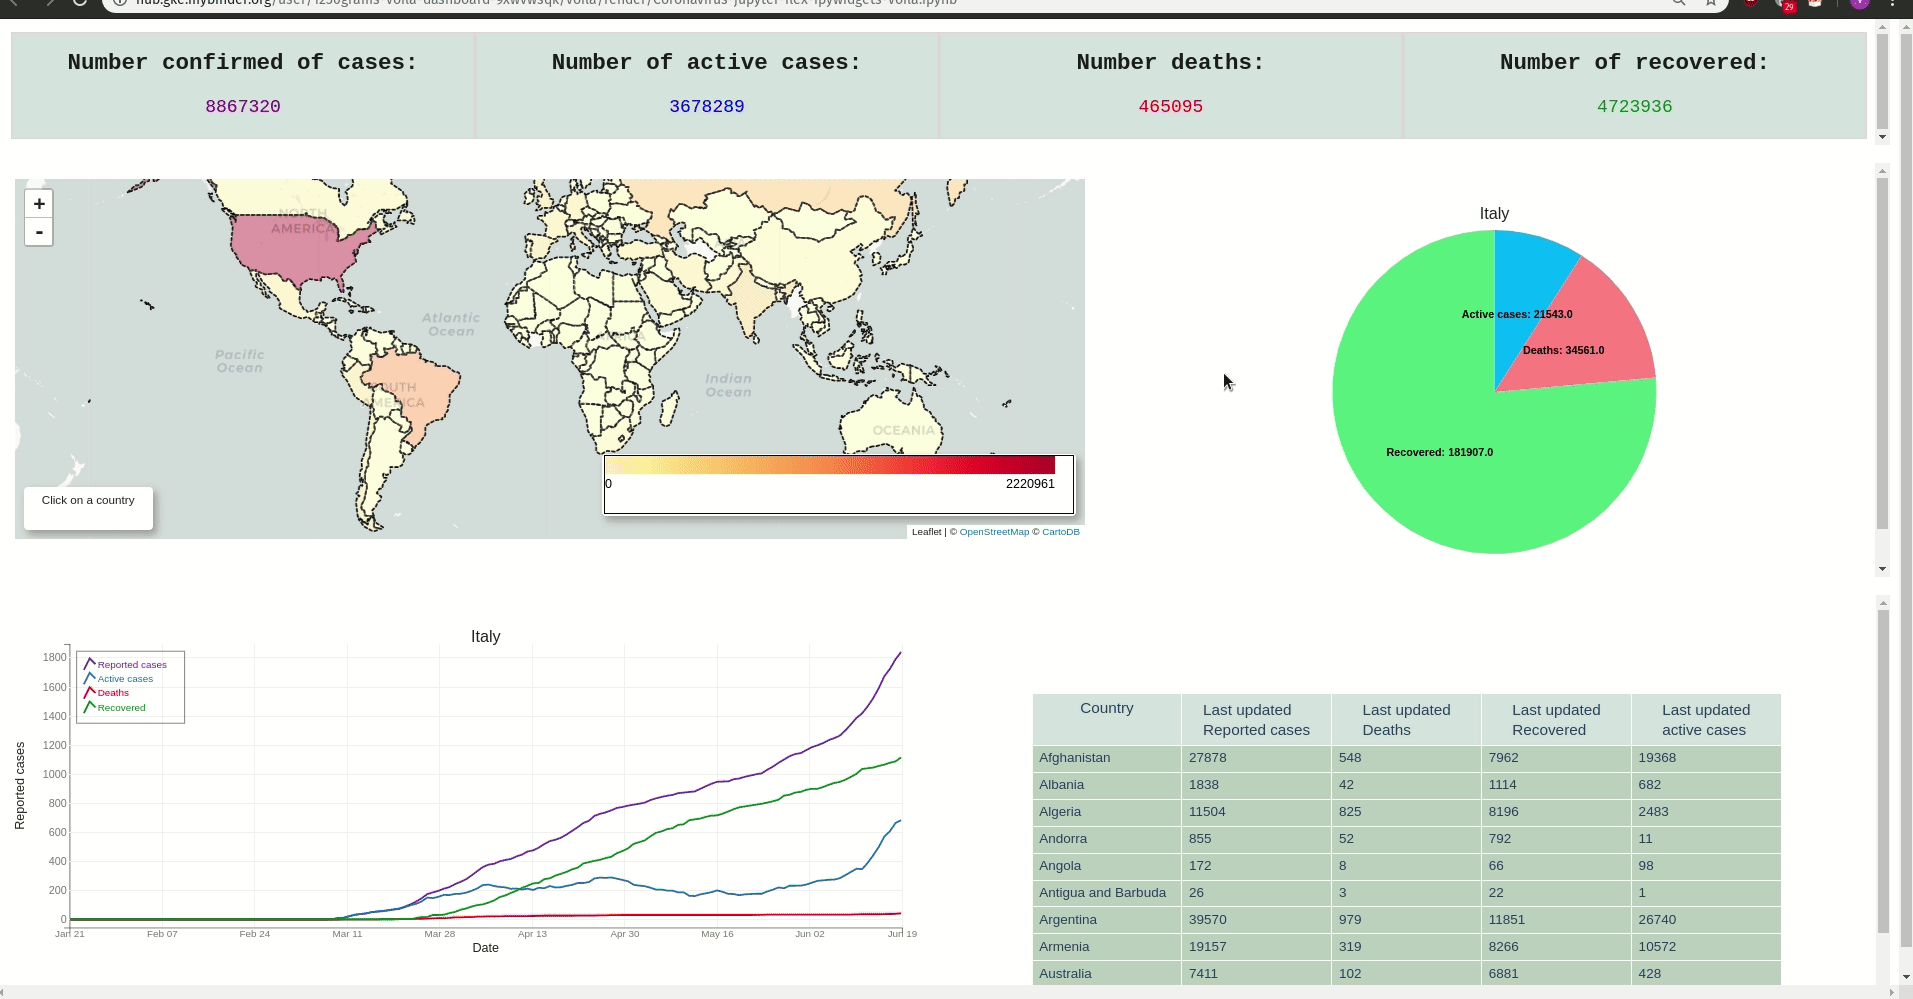 29
Number confirmed of cases:
8867320
Number of active cases:
3678289
Number deaths:
465095
Number of recovered:
4723936
+
-
NORTH
AMERICA
Atlantic
Ocean
Pacific
Ocean
SOUTH
AMERICA
Indian
Ocean
OCEANIA
0 2220961
Click on a country
Leaflet | © OpenStreetMap © CartoDB
Italy
Active cases: 21543.0
Deaths: 34561.0
Recovered: 181907.0
Italy
Reported cases
Active cases
Deaths
Recovered
Reported cases
1800
1600
1400
1200
1000
800
600
400
200
0
Jan 21 Feb 07 Feb 24 Mar 11 Mar 28 Apr 13 Apr 30 May 16 Jun 02 Jun 19
Date
Country Last updated Reported cases Last updated Deaths Last updated Recovered Last updated active cases
Afghanistan 27878 548 7962 19368
Albania 1838 42 1114 682
Algeria 11504 825 8196 2483
Andorra 855 52 792 11
Angola 172 8 66 98
Antigua and Barbuda 26 3 22 1
Argentina 39570 979 11851 26740
Armenia 19157 319 8266 10572
Australia 7411 102 6881 428